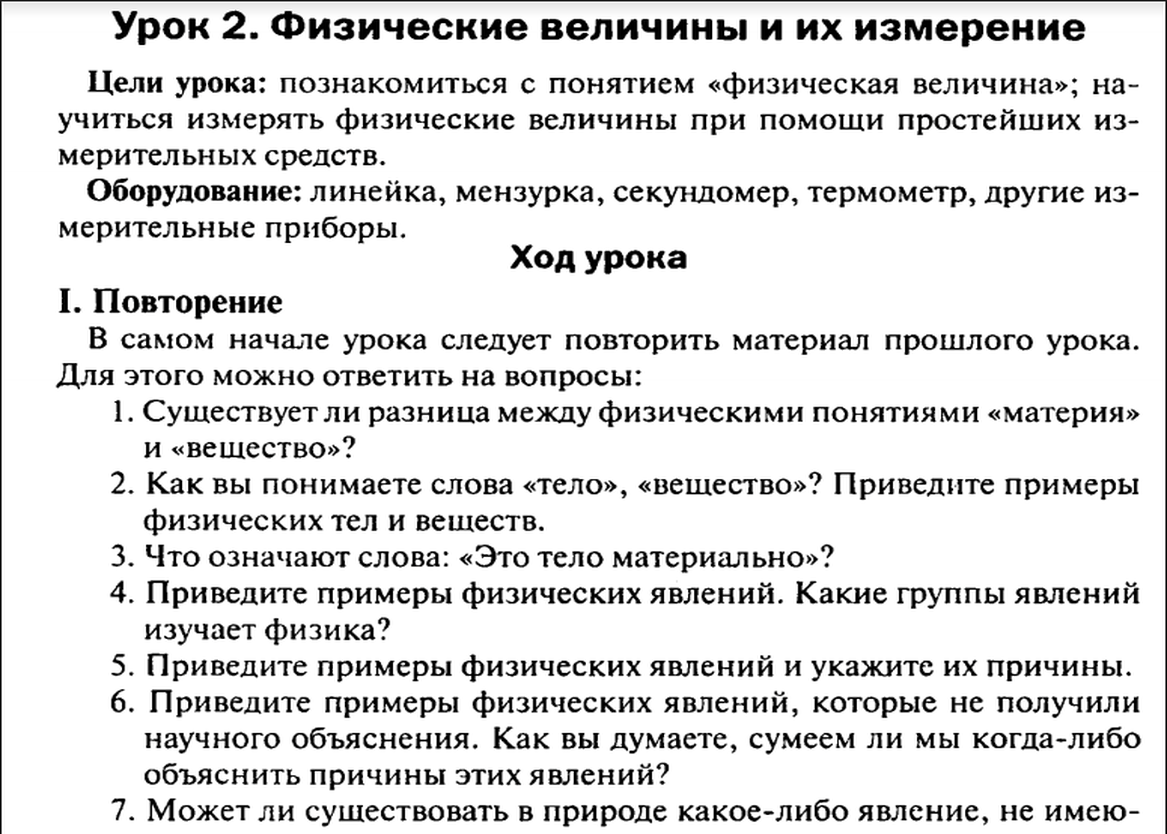 Урок 2. Физические величины и их измерение
Цели урока: познакомиться с понятием «физическая величина»; на-
учиться измерять физические величины при помощи простейших из-
мерительных средств.
Оборудование: линейка, мензурка, секундомер, термометр, другие из-
мерительные приборы.
Ход урока
I. Повторение
В самом начале урока следует повторить материал прошлого урока.
Для этого можно ответить на вопросы:
1. Существует ли разница между физическими понятиями «материя»
и «вещество»?
2. Как вы понимаете слова «тело», «вещество»? Приведите примеры
физических тел и веществ.
3. Что означают слова: «Это тело материально»?
4. Приведите примеры физических явлений. Какие группы явлений
изучает физика?
5. Приведите примеры физических явлений и укажите их причины.
6. Приведите примеры физических явлений, которые не получили
научного объяснения. Как вы думаете, сумеем ли мы когда-либо
объяснить причины этих явлений?
7. Может ли существовать в природе какое-либо явление, не имею-